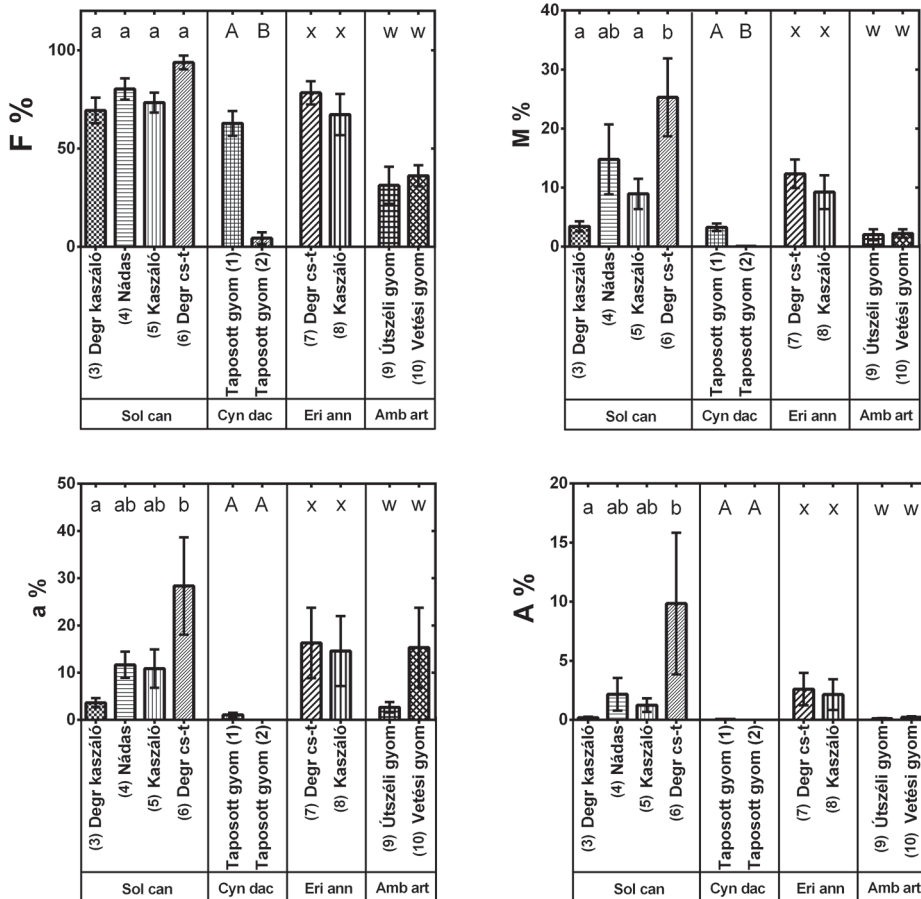 F %
100
50
0
a a a a A B x x w w
(3) Degr kaszáló
(4) Nádas
(5) Kaszáló
(6) Degr cs-t
Taposott gyom (1)
Taposott gyom (2)
(7) Degr cs-t
(8) Kaszáló
(9) Útszéli gyom
(10) Vetési gyom
Sol can Cyn dac Eri ann Amb art
M %
40
30
20
10
0
a ab a b A B x x w w
(3) Degr kaszáló
(4) Nádas
(5) Kaszáló
(6) Degr cs-t
Taposott gyom (1)
Taposott gyom (2)
(7) Degr cs-t
(8) Kaszáló
(9) Útszéli gyom
(10) Vetési gyom
Sol can Cyn dac Eri ann Amb art
a %
50
40
30
20
10
0
a ab ab b A A x x w w
(3) Degr kaszáló
(4) Nádas
(5) Kaszáló
(6) Degr cs-t
Taposott gyom (1)
Taposott gyom (2)
(7) Degr cs-t
(8) Kaszáló
(9) Útszéli gyom
(10) Vetési gyom
Sol can Cyn dac Eri ann Amb art
A %
20
15
10
5
0
a ab ab b A A x x w w
(3) Degr kaszáló
(4) Nádas
(5) Kaszáló
(6) Degr cs-t
Taposott gyom (1)
Taposott gyom (2)
(7) Degr cs-t
(8) Kaszáló
(9) Útszéli gyom
(10) Vetési gyom
Sol can Cyn dac Eri ann Amb art